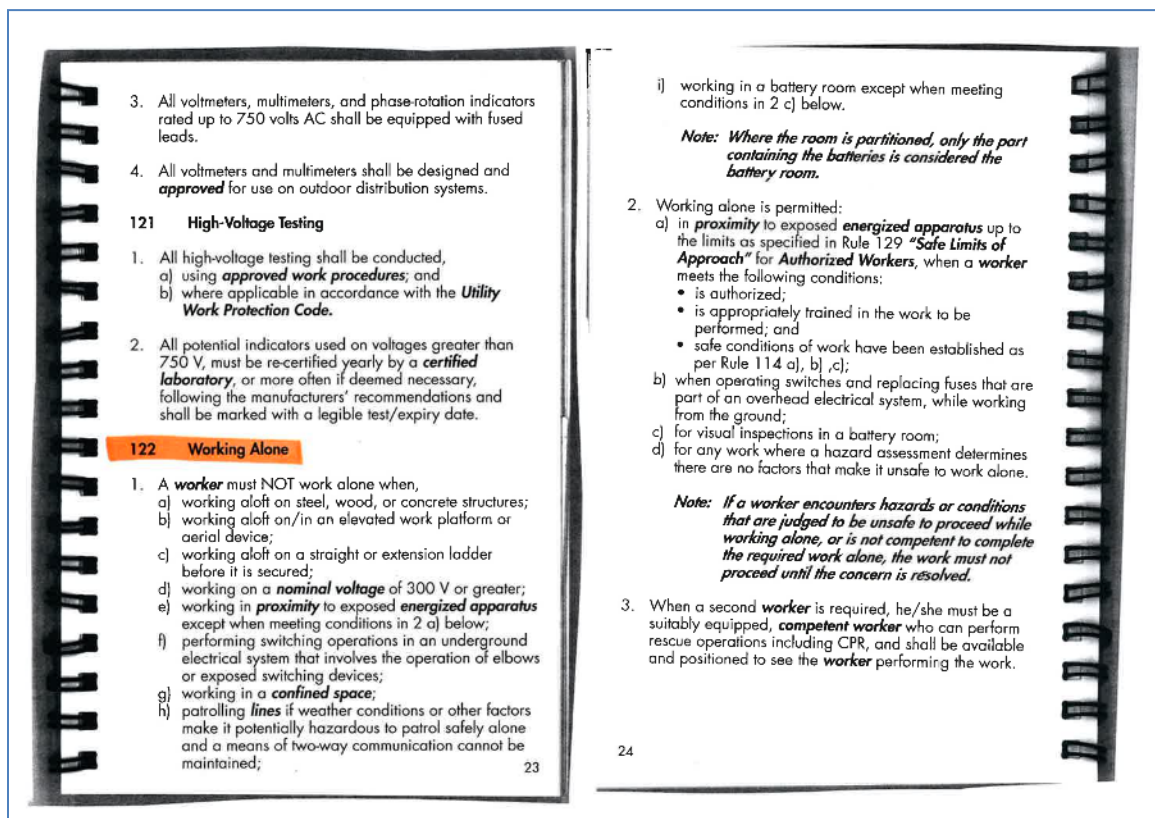 3. All voltmeters, multimeters, and phase-rotation indicators
rated up to 750 volts AC shall be equipped with fused
leads.
4. All voltmeters and multimeters shall be designed and
approved for use on outdoor distribution systems.
121 High-Voltage Testing
1. All high-voltage testing shall be conducted,
a) using approved work procedures; and
b) where applicable in accordance with the Utility
Work Protection Code.
2. All potential indicators used on voltages greater than
750 V, must be re-certified yearly by a certified
laboratory, or more often if deemed necessary,
following the manufacturers' recommendations and
shall be marked with a legible test/expiry date.
122 Working Alone
1. A worker must NOT work alone when,
a) working aloft on steel, wood, or concrete structures;
b) working aloft on/in an elevated work platform or
aerial device;
c) working aloft on a straight or extension ladder
before it is secured;
d) working on a nominal voltage of 300 V or greater;
e) working in proximity to exposed energized apparatus
except when meeting conditions in 2 a) below;
f) performing switching operations in an underground
electrical system that involves the operation of elbows
or exposed switching devices;
g) working in a confined space;
h) patrolling lines if weather conditions or other factors
make it potentially hazardous to patrol safely alone
and a means of two-way communication cannot be
maintained;
23
i) working in a battery room except when meeting
conditions in 2 c) below.
Note: Where the room is partitioned, only the part
containing the batteries is considered the
battery room.
2. Working alone is permitted:
a) in proximity to exposed energized apparatus up to
the limits as specified in Rule 129 "Safe Limits of
Approach" for Authorized Workers, when a worker
meets the following conditions:
• is authorized;
• is appropriately trained in the work to be
performed; and
• safe conditions of work have been established as
per Rule 114 a), b) ,c);
b) when operating switches and replacing fuses that are
part of an overhead electrical system, while working
from the ground;
c) for visual inspections in a battery room;
d) for any work where a hazard assessment determines
there are no factors that make it unsafe to work alone.
Note: If a worker encounters hazards or conditions
that are judged to be unsafe to proceed while
working alone, or is not competent to complete
the required work alone, the work must not
proceed until the concern is resolved.
3. When a second worker is required, he/she must be a
suitably equipped, competent worker who can perform
rescue operations including CPR, and shall be available
and positioned to see the worker performing the work.
24